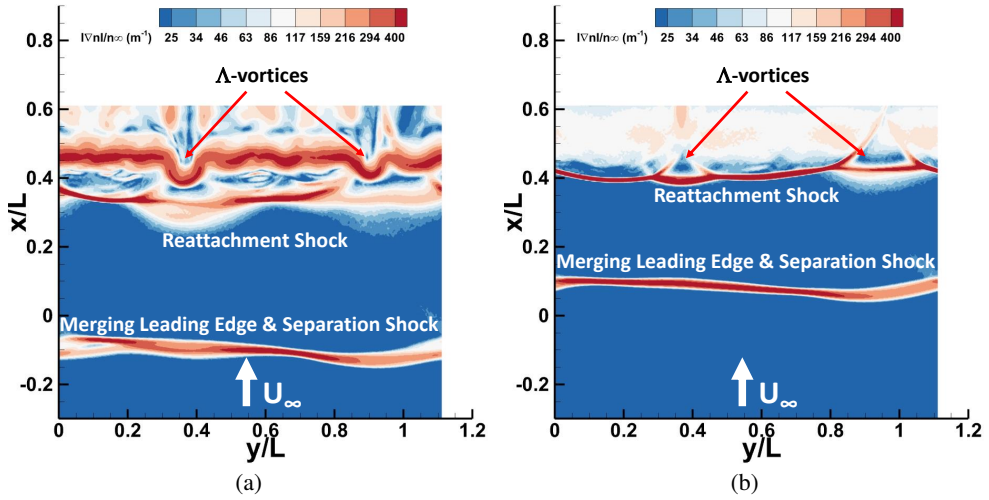 |∇n|/n∞ (m⁻¹) 25 34 46 63 86 117 159 216 294 400
Λ-vortices
Reattachment Shock
Merging Leading Edge & Separation Shock
U∞
x/L
0.8
0.6
0.4
0.2
0
-0.2
0 0.2 0.4 0.6 0.8 1 1.2
y/L
(a)
|∇n|/n∞ (m⁻¹) 25 34 46 63 86 117 159 216 294 400
Λ-vortices
Reattachment Shock
Merging Leading Edge & Separation Shock
U∞
x/L
0.8
0.6
0.4
0.2
0
-0.2
0 0.2 0.4 0.6 0.8 1 1.2
y/L
(b)